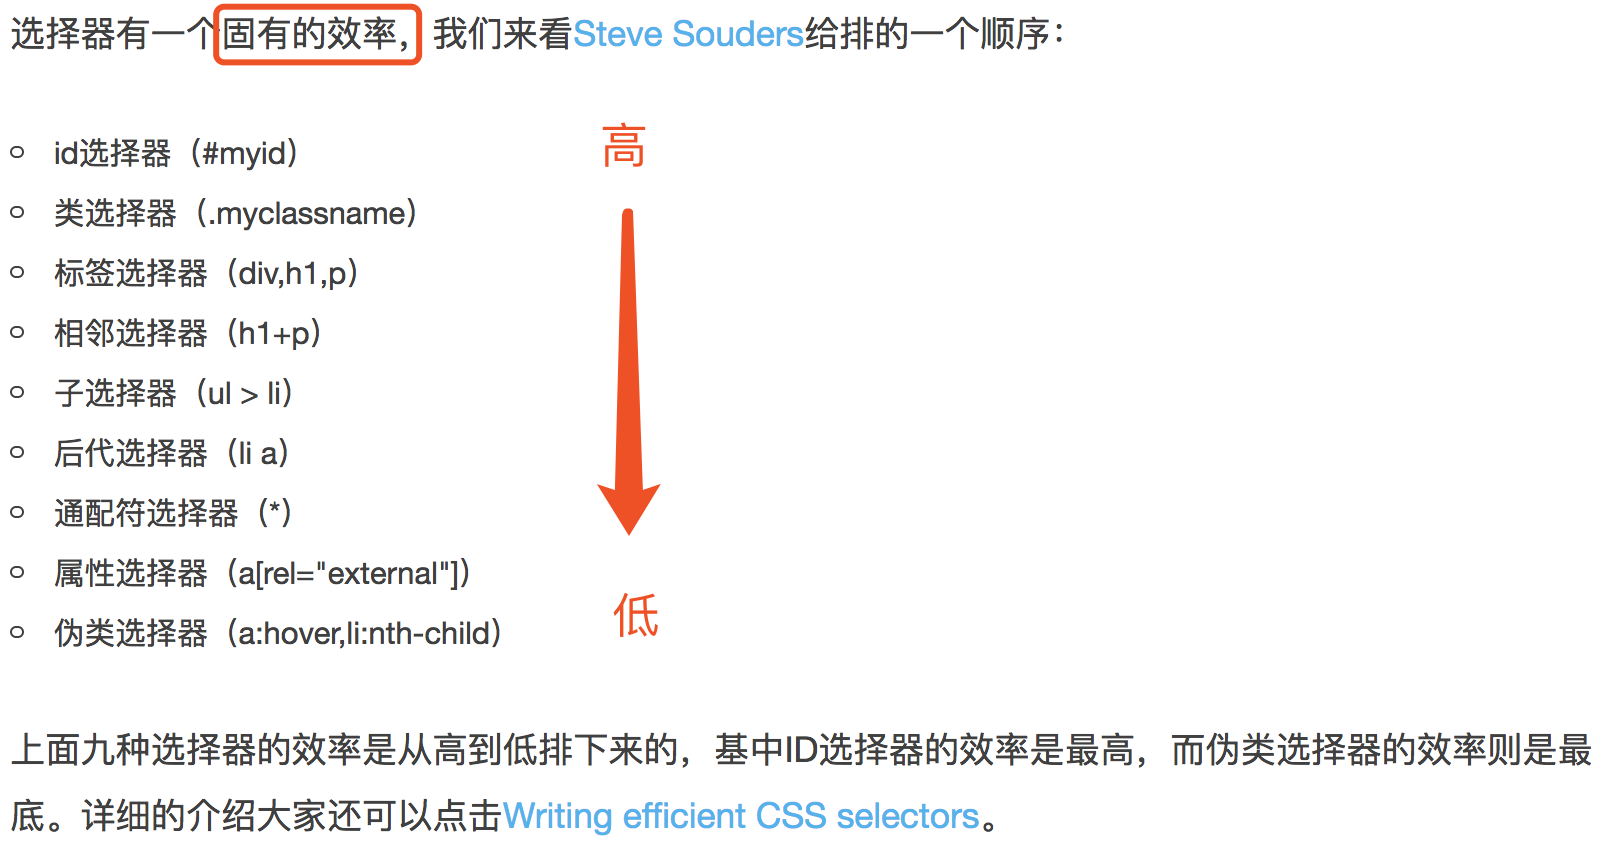 选择器有一个固有的效率，我们来看Steve Souders给排的一个顺序：
高
id选择器（#myid）
类选择器（.myclassname）
标签选择器（div,h1,p）
相邻选择器（h1+p）
子选择器（ul > li）
后代选择器（li a）
通配符选择器（*）
属性选择器（a[rel="external"]）
伪类选择器（a:hover,li:nth-child）
低
上面九种选择器的效率是从高到低排下来的，基中ID选择器的效率是最高，而伪类选择器的效率则是最
底。详细的介绍大家还可以点击Writing efficient CSS selectors。